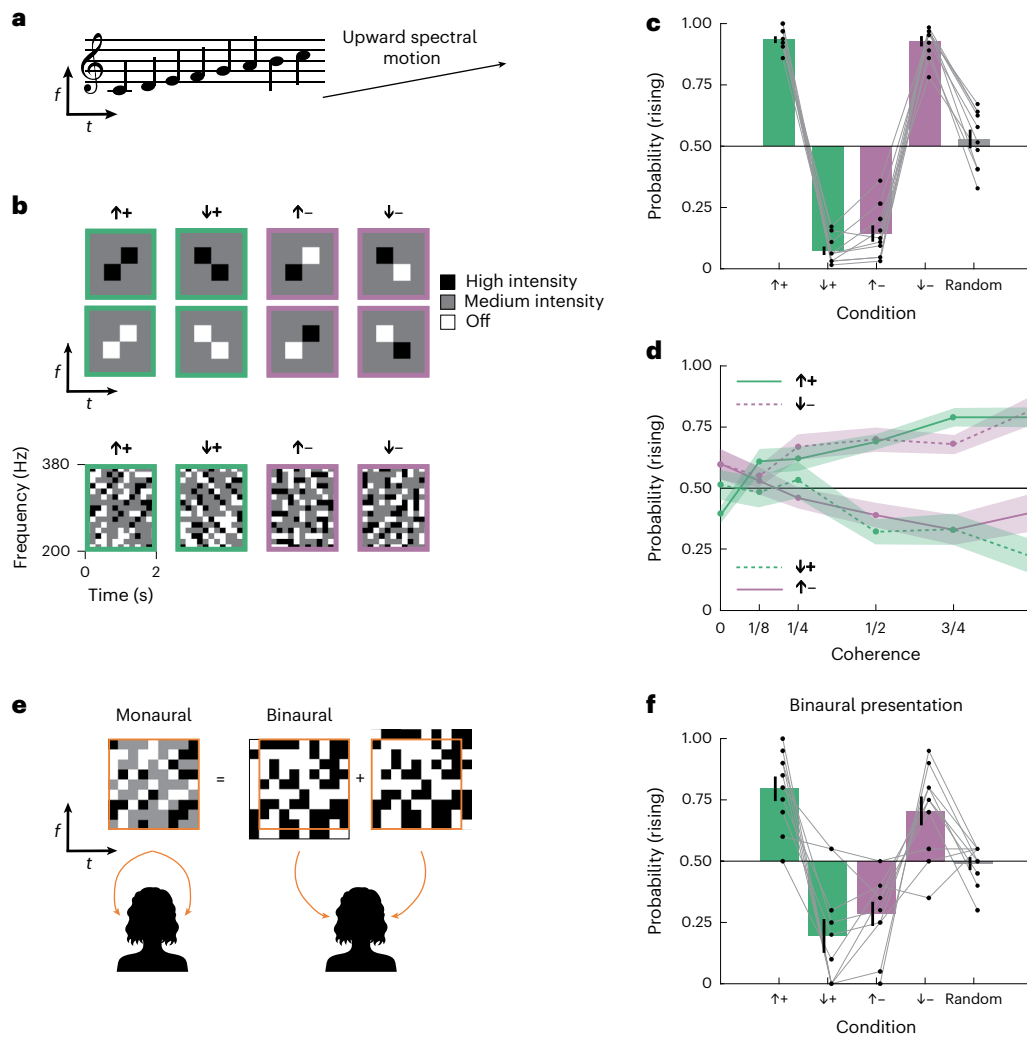 a
Upward spectral
motion
f
t
b
↑+ ↓+ ↑− ↓−
High intensity
Medium intensity
Off
f
t
↑+ ↓+ ↑− ↓−
Frequency (Hz)
380
200
0 2
Time (s)
c
Probability (rising)
1.00
0.75
0.50
0.25
0
↑+ ↓+ ↑− ↓− Random
Condition
d
Probability (rising)
1.00
0.75
0.50
0.25
0
↑+
↓−
↓+
↑−
0 1/8 1/4 1/2 3/4
Coherence
e
Monaural Binaural
= +
f
t
f
Binaural presentation
Probability (rising)
1.00
0.75
0.50
0.25
0
↑+ ↓+ ↑− ↓− Random
Condition